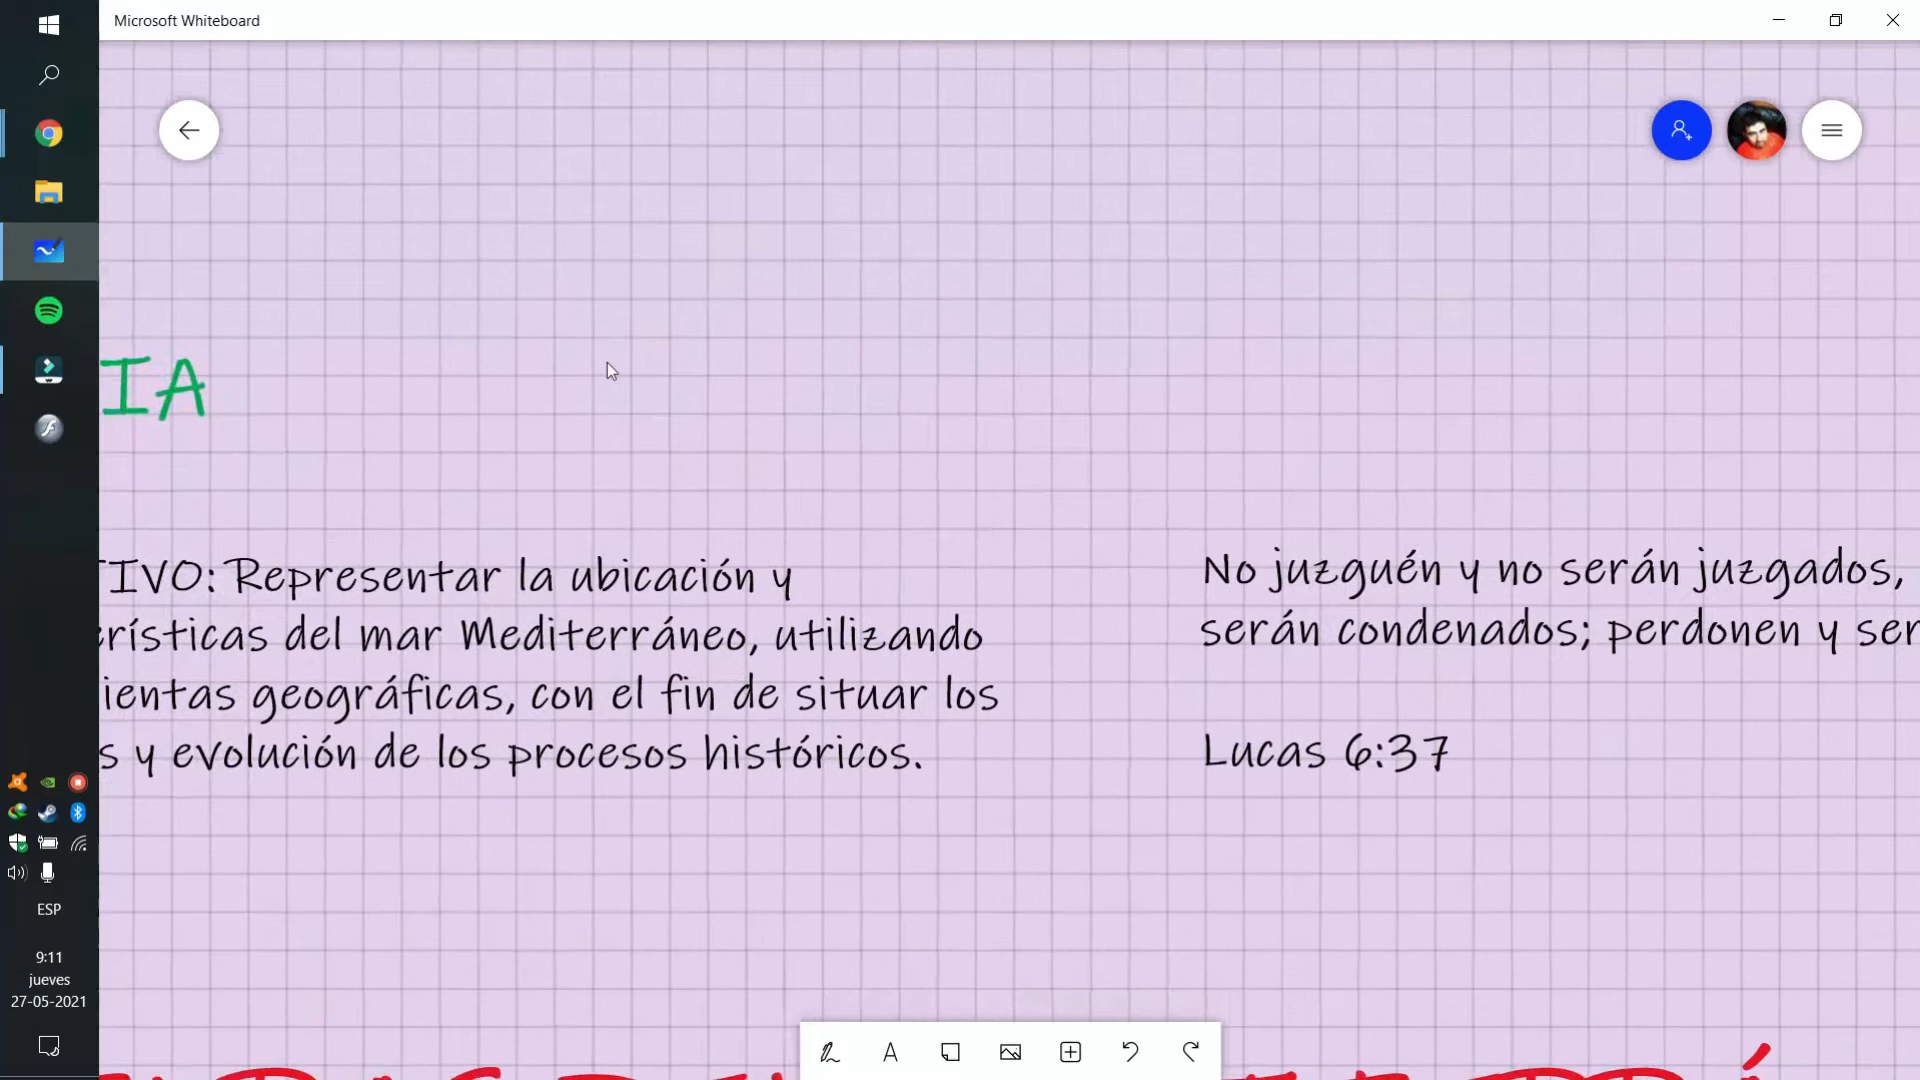 Microsoft Whiteboard
IA
TIVO: Representar la ubicación y
erísticas del mar Mediterráneo, utilizando
ientas geográficas, con el fin de situar los
s y evolución de los procesos históricos.
No juzguén y no serán juzgados,
serán condenados; perdonen y ser
Lucas 6:37
ESP
9:11
jueves
27-05-2021